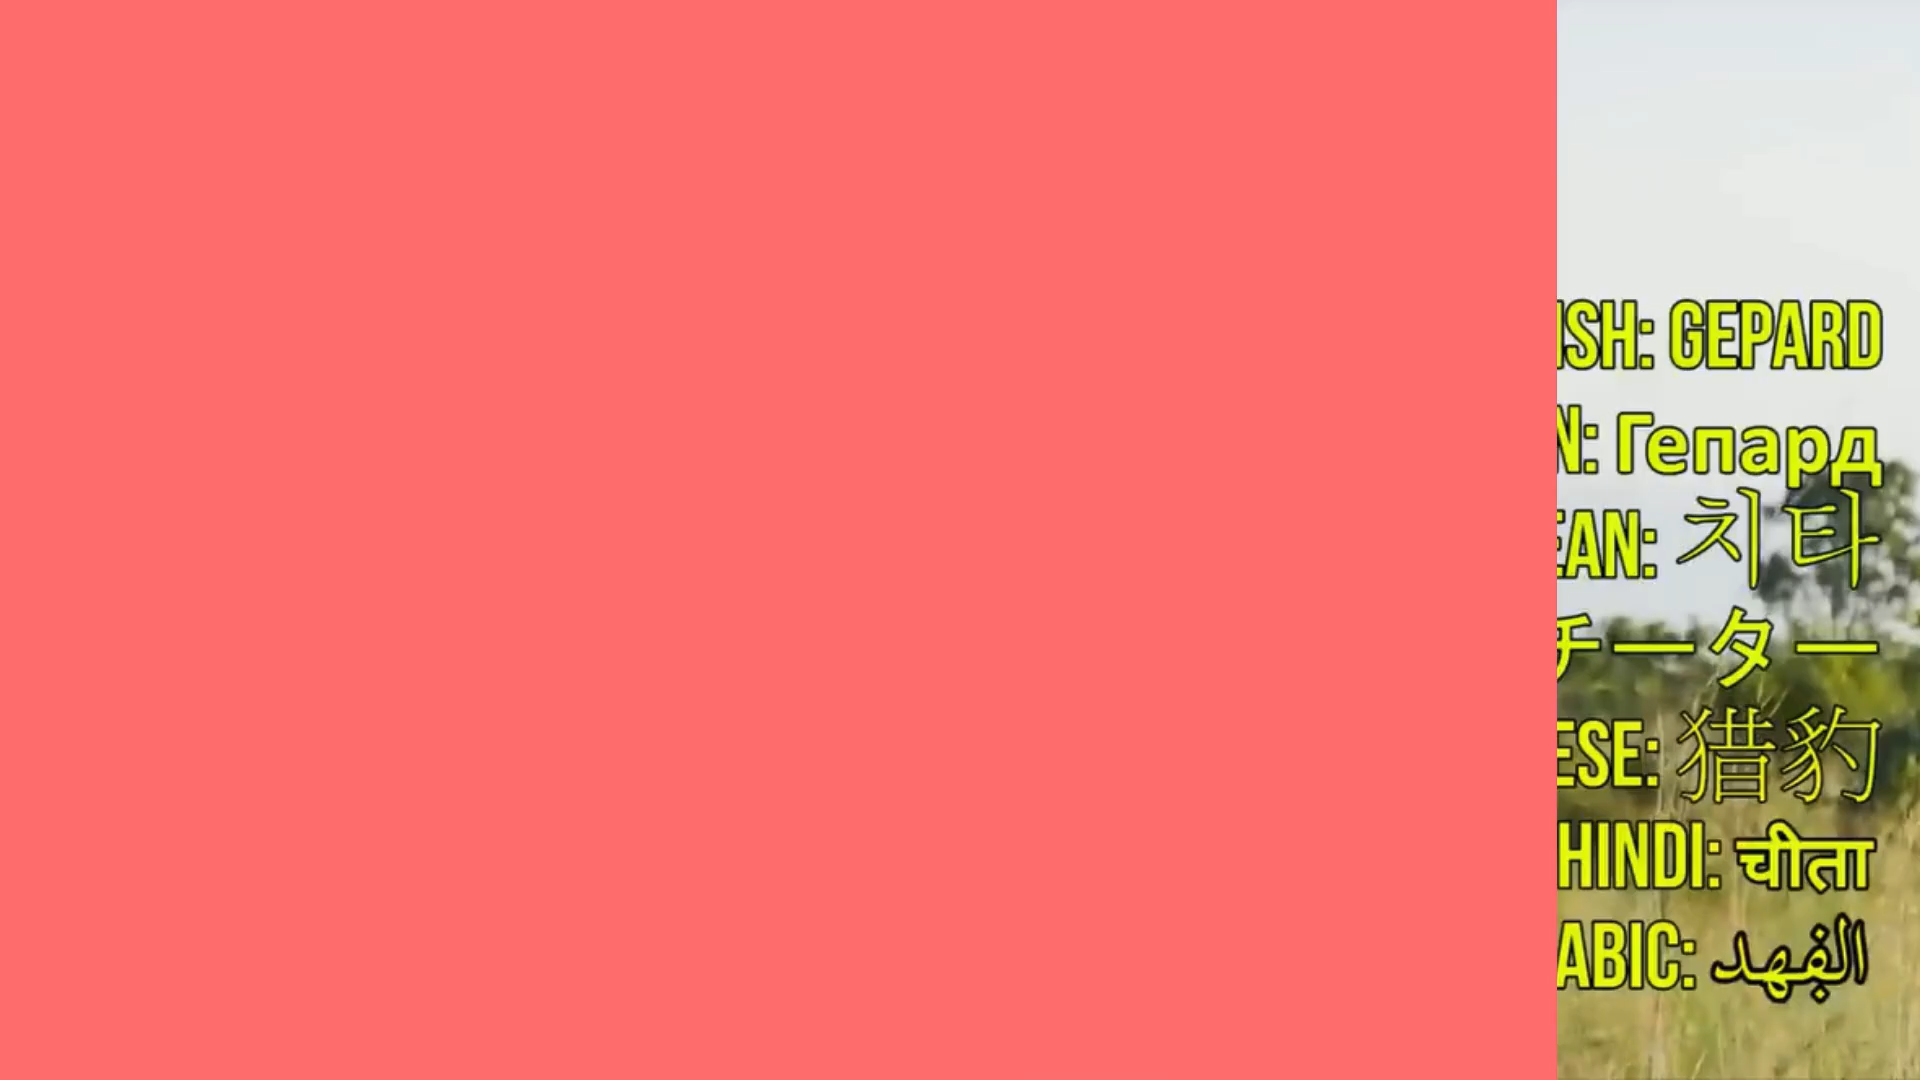 ISH: GEPARD
N: Гепард
EAN: 치타
チーター
ESE: 猎豹
HINDI: चीता
ABIC: الفهد